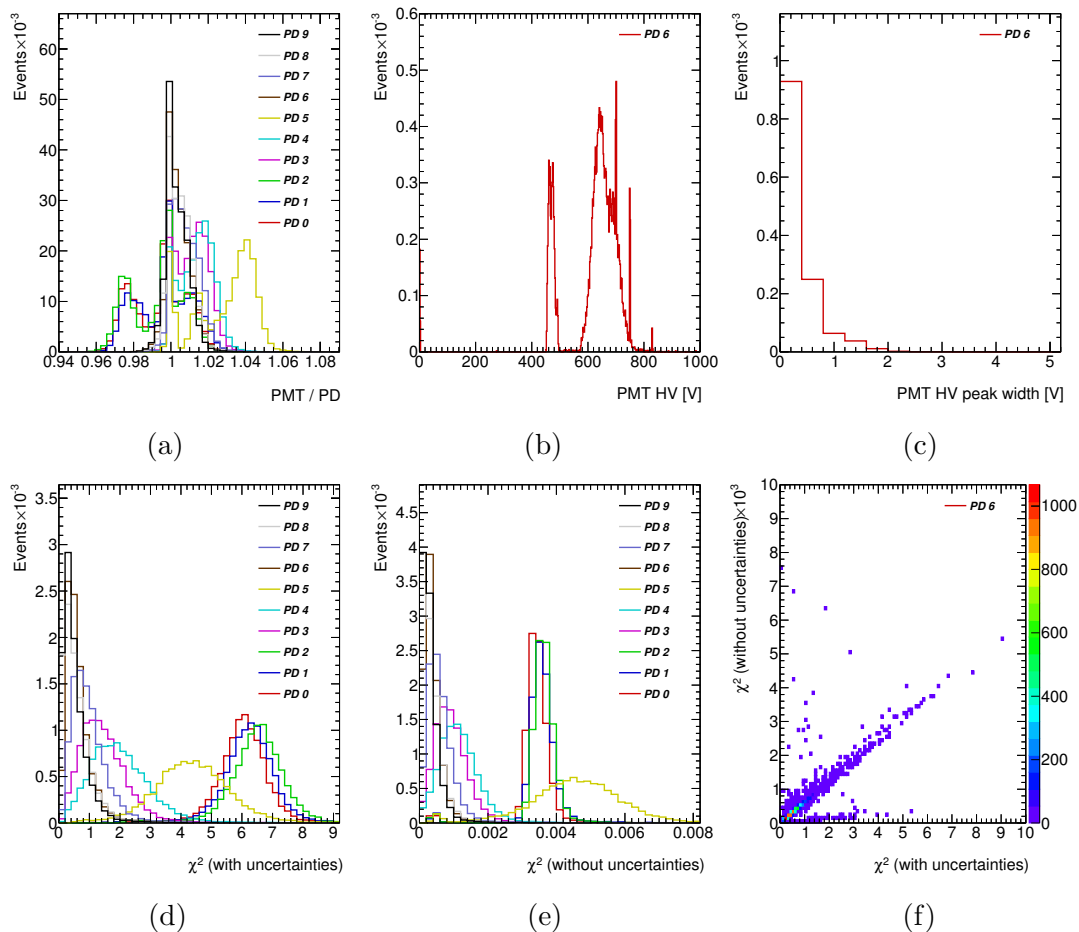 Events×10⁻³
60
50
40
30
20
10
0
0.94 0.96 0.98 1 1.02 1.04 1.06 1.08
PMT / PD
PD 9
PD 8
PD 7
PD 6
PD 5
PD 4
PD 3
PD 2
PD 1
PD 0
(a)
Events×10⁻³
0.6
0.5
0.4
0.3
0.2
0.1
0
0 200 400 600 800 1000
PMT HV [V]
PD 6
(b)
Events×10⁻³
1
0.8
0.6
0.4
0.2
0
0 1 2 3 4 5
PMT HV peak width [V]
PD 6
(c)
Events×10⁻³
3.5
3
2.5
2
1.5
1
0.5
0
0 1 2 3 4 5 6 7 8 9
χ² (with uncertainties)
PD 9
PD 8
PD 7
PD 6
PD 5
PD 4
PD 3
PD 2
PD 1
PD 0
(d)
Events×10⁻³
5
4.5
4
3.5
3
2.5
2
1.5
1
0.5
0
0 0.002 0.004 0.006 0.008
χ² (without uncertainties)
PD 9
PD 8
PD 7
PD 6
PD 5
PD 4
PD 3
PD 2
PD 1
PD 0
(e)
χ² (without uncertainties)×10³
10
9
8
7
6
5
4
3
2
1
0
0 1 2 3 4 5 6 7 8 9 10
χ² (with uncertainties)
PD 6
1000
800
600
400
200
0
(f)